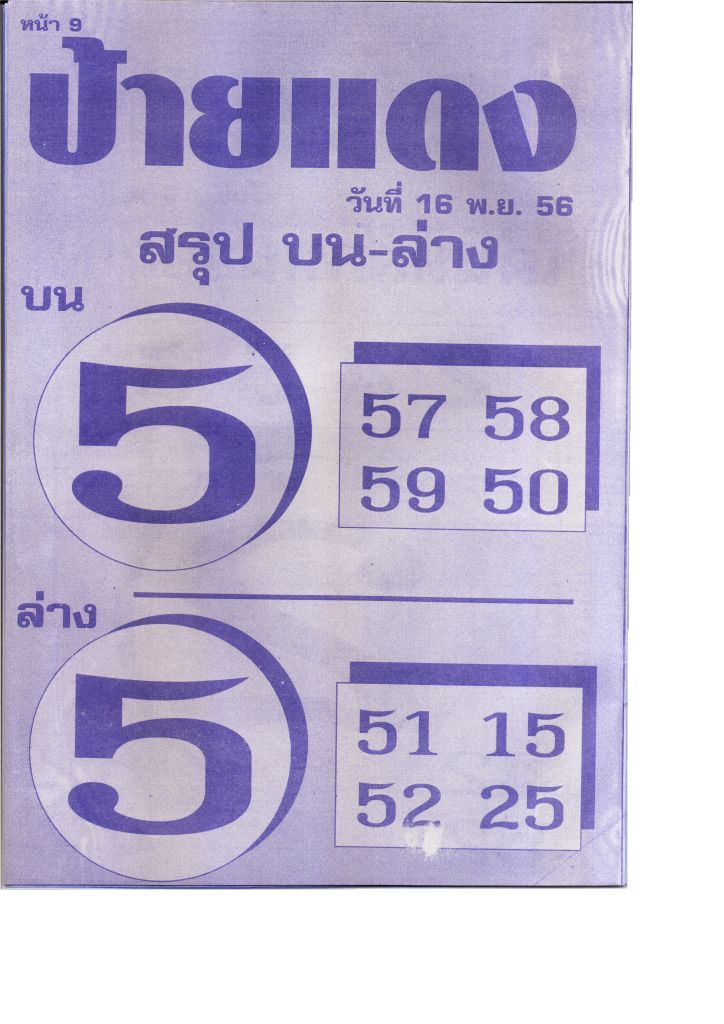 หน้า 9
ป้ายแดง
วันที่ 16 พ.ย. 56
สรุป บน-ล่าง
บน
5
57 58
59 50
ล่าง
5
51 15
52 25